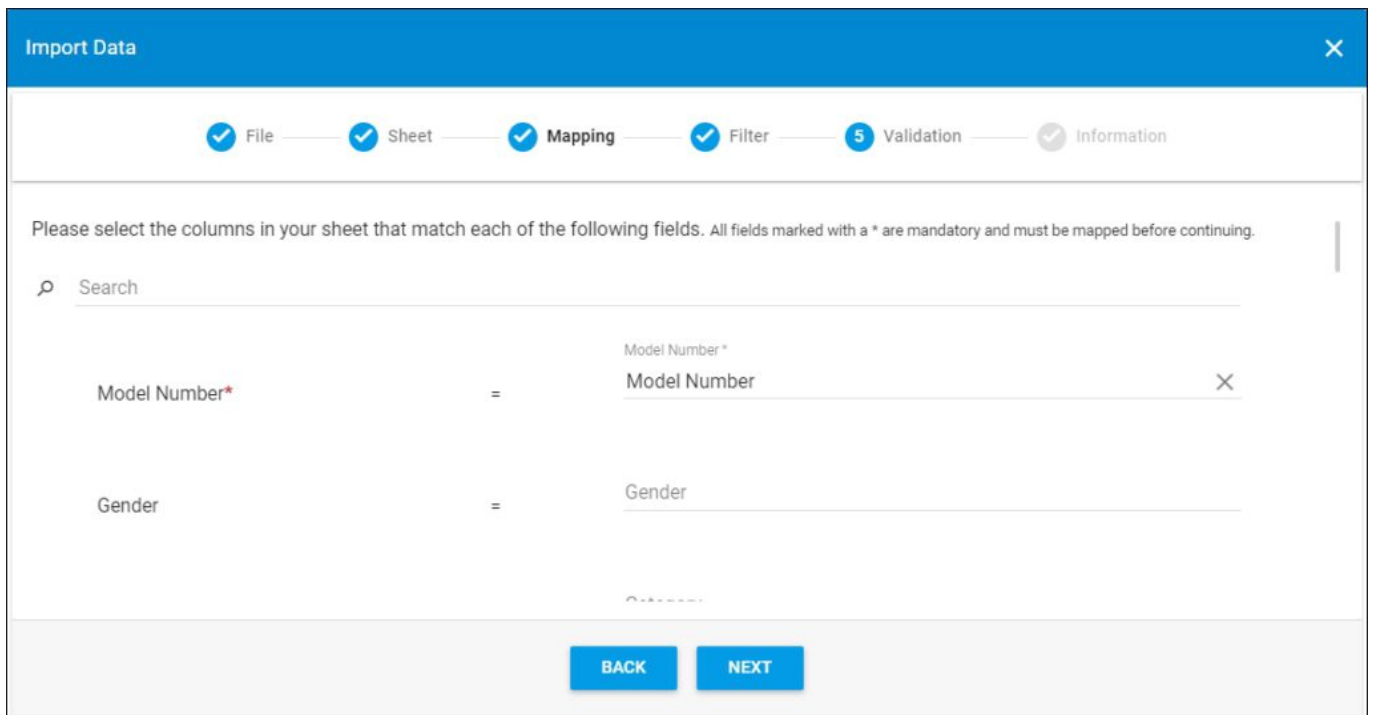 Import Data
File
Sheet
Mapping
Filter
5 Validation
Information
Please select the columns in your sheet that match each of the following fields. All fields marked with a * are mandatory and must be mapped before continuing.
Search
Model Number *
Model Number* = Model Number
Gender = Gender
BACK NEXT